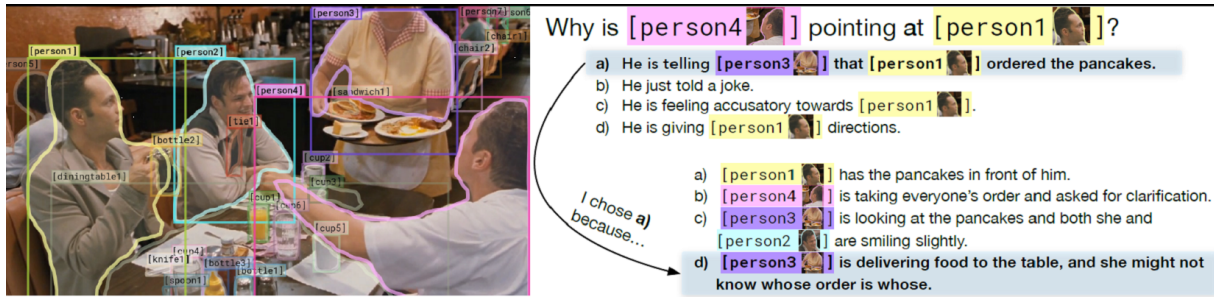 [person1]
[person2]
[person3]
[person4]
[chair1]
[chair2]
[sandwich1]
[tie1]
[bottle2]
[diningtable1]
[cup2]
[cup3]
[cup1]
[cup6]
[cup5]
[cup4]
[knife1]
[bottle3]
[bottle1]
[spoon1]
Why is [person4 ] pointing at [person1 ]?
a) He is telling [person3 ] that [person1 ] ordered the pancakes.
b) He just told a joke.
c) He is feeling accusatory towards [person1 ].
d) He is giving [person1 ] directions.
I chose a)
because...
a) [person1 ] has the pancakes in front of him.
b) [person4 ] is taking everyone's order and asked for clarification.
c) [person3 ] is looking at the pancakes and both she and
[person2 ] are smiling slightly.
d) [person3 ] is delivering food to the table, and she might not
know whose order is whose.